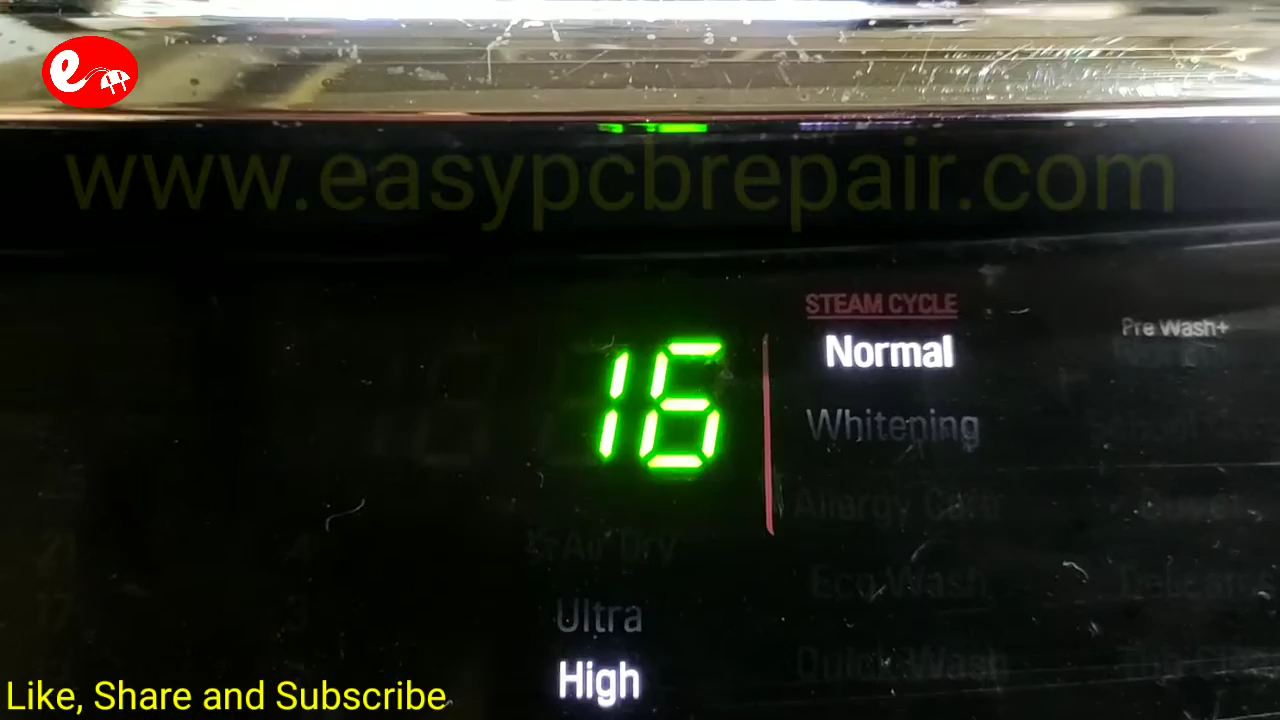 e
www.easypcbrepair.com
STEAM CYCLE
16
Normal
Pre Wash+
Whitening
Allergy Care
Air Dry
Eco Wash
Ultra
Quick Wash
High
Like, Share and Subscribe